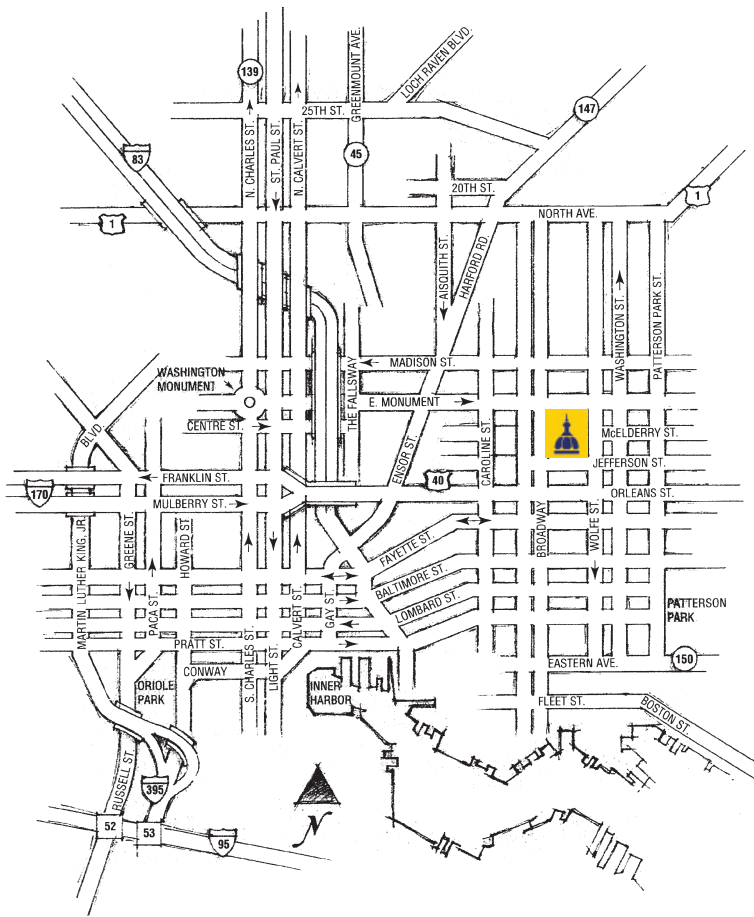 LOCH RAVEN BLVD.
GREENMOUNT AVE.
139
147
25TH ST.
N. CHARLES ST.
ST. PAUL ST.
N. CALVERT ST.
83
45
20TH ST.
1
1
NORTH AVE.
AISQUITH ST.
HARFORD RD.
WASHINGTON ST.
PATTERSON PARK ST.
MADISON ST.
WASHINGTON
MONUMENT
THE FALLSWAY
E. MONUMENT
CENTRE ST
BLVD.
ENSOR ST.
CAROLINE ST.
McELDERRY ST.
JEFFERSON ST.
FRANKLIN ST.
40
170
ORLEANS ST.
MULBERRY ST.
BROADWAY
WOLFE ST.
MARTIN LUTHER KING, JR.
GREENE ST.
HOWARD ST.
FAYETTE ST.
BALTIMORE ST.
PACA ST.
CALVERT ST.
GAY ST.
LOMBARD ST.
PATTERSON
PARK
PRATT ST.
S. CHARLES ST.
LIGHT ST.
150
EASTERN AVE.
CONWAY
ORIOLE
PARK
INNER
HARBOR
FLEET ST.
BOSTON ST.
RUSSELL ST.
395
N
52
53
95